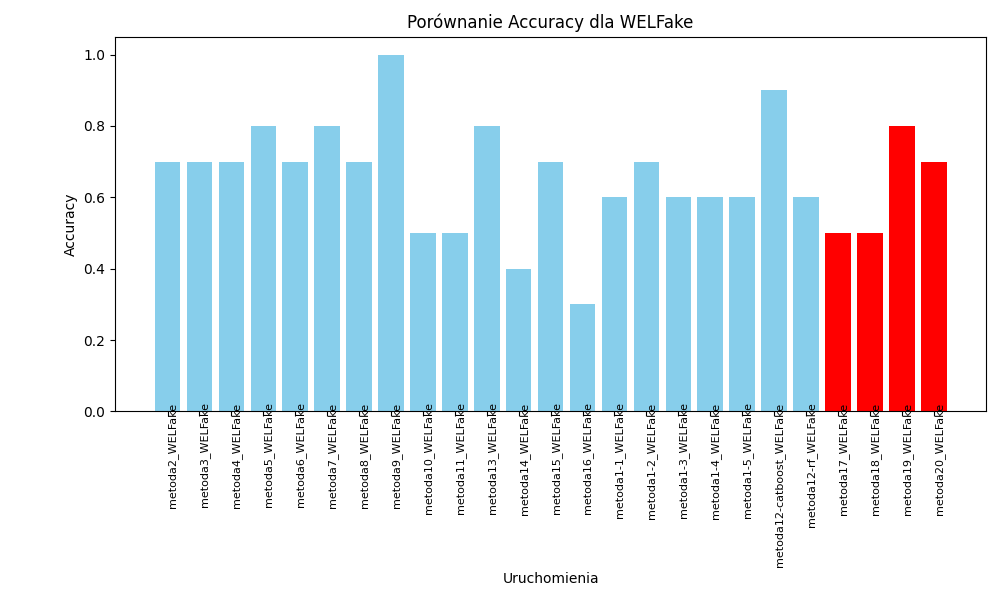 Porównanie Accuracy dla WELFake
Accuracy
1.0
0.8
0.6
0.4
0.2
0.0
metoda2_WELFake
metoda3_WELFake
metoda4_WELFake
metoda5_WELFake
metoda6_WELFake
metoda7_WELFake
metoda8_WELFake
metoda9_WELFake
metoda10_WELFake
metoda11_WELFake
metoda13_WELFake
metoda14_WELFake
metoda15_WELFake
metoda16_WELFake
metoda1-1_WELFake
metoda1-2_WELFake
metoda1-3_WELFake
metoda1-4_WELFake
metoda1-5_WELFake
metoda12-catboost_WELFake
metoda12-rf_WELFake
metoda17_WELFake
metoda18_WELFake
metoda19_WELFake
metoda20_WELFake
Uruchomienia